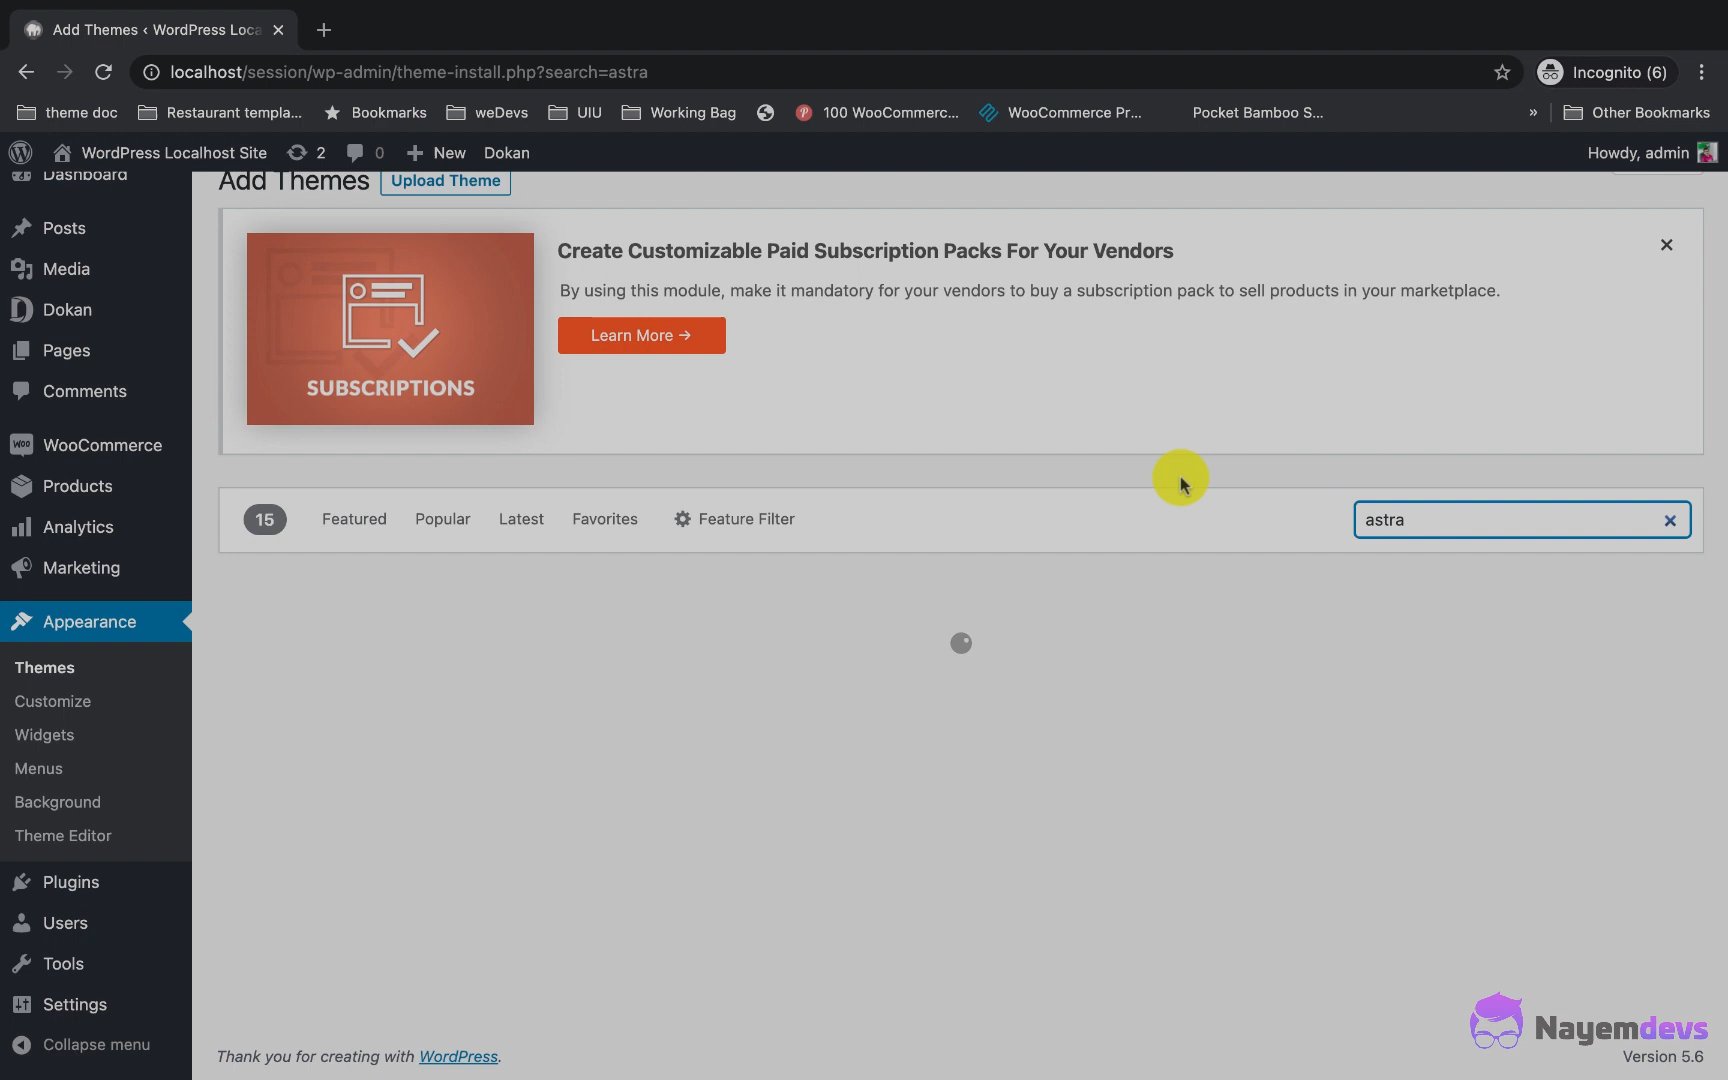 Add Themes ‹ WordPress Loca
localhost/session/wp-admin/theme-install.php?search=astra
Incognito (6)
theme doc
Restaurant templa...
Bookmarks
weDevs
UIU
Working Bag
100 WooCommerc...
WooCommerce Pr...
Pocket Bamboo S...
»
Other Bookmarks
WordPress Localhost Site
2
0
New
Dokan
Howdy, admin
Dashboard
Posts
Media
Dokan
Pages
Comments
WooCommerce
Products
Analytics
Marketing
Appearance
Themes
Customize
Widgets
Menus
Background
Theme Editor
Plugins
Users
Tools
Settings
Collapse menu
Add Themes
Upload Theme
SUBSCRIPTIONS
Create Customizable Paid Subscription Packs For Your Vendors
By using this module, make it mandatory for your vendors to buy a subscription pack to sell products in your marketplace.
Learn More →
15
Featured
Popular
Latest
Favorites
Feature Filter
astra
Thank you for creating with WordPress.
Nayemdevs
Version 5.6